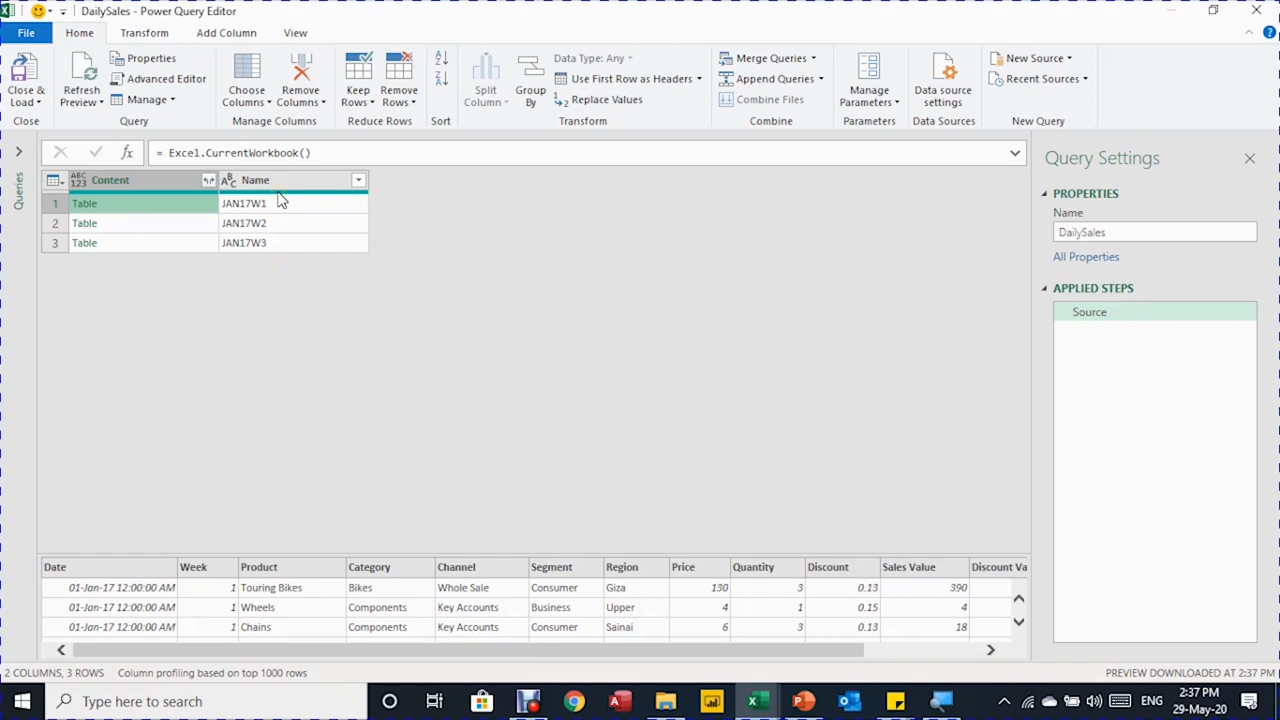 DailySales - Power Query Editor
File Home Transform Add Column View
Close & Load
Close
Refresh Preview
Properties
Advanced Editor
Manage
Query
Choose Columns
Remove Columns
Manage Columns
Keep Rows
Remove Rows
Reduce Rows
Sort
Split Column
Group By
Data Type: Any
Use First Row as Headers
Replace Values
Transform
Merge Queries
Append Queries
Combine Files
Combine
Manage Parameters
Parameters
Data source settings
Data Sources
New Source
Recent Sources
New Query
fx = Excel.CurrentWorkbook()
Queries
ABC 123 Content ABC Name
1 Table JAN17W1
2 Table JAN17W2
3 Table JAN17W3
Query Settings
PROPERTIES
Name
DailySales
All Properties
APPLIED STEPS
Source
Date Week Product Category Channel Segment Region Price Quantity Discount Sales Value Discount Va
01-Jan-17 12:00:00 AM 1 Touring Bikes Bikes Whole Sale Consumer Giza 130 3 0.13 390
01-Jan-17 12:00:00 AM 1 Wheels Components Key Accounts Business Upper 4 1 0.15 4
01-Jan-17 12:00:00 AM 1 Chains Components Key Accounts Consumer Sainai 6 3 0.13 18
2 COLUMNS, 3 ROWS Column profiling based on top 1000 rows PREVIEW DOWNLOADED AT 2:37 PM
Type here to search
ENG
2:37 PM
29-May-20